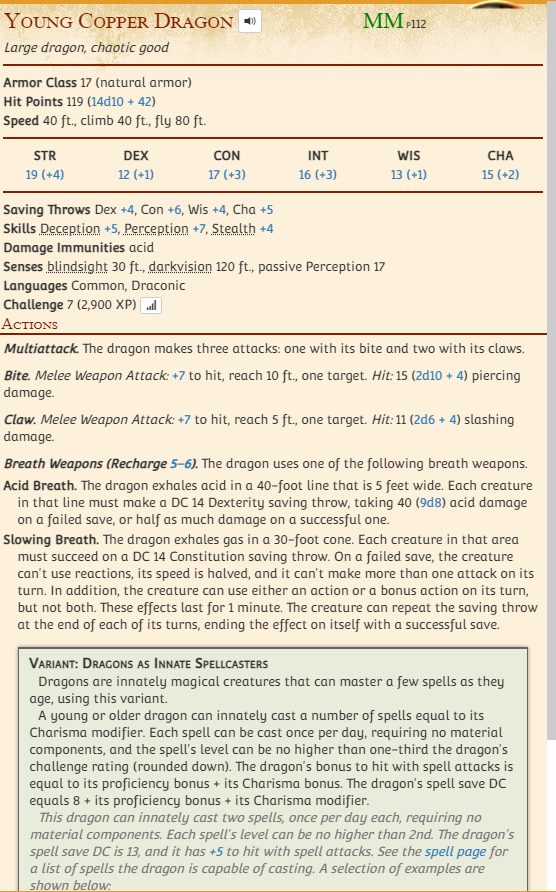 YOUNG COPPER DRAGON MM P112
Large dragon, chaotic good
Armor Class 17 (natural armor)
Hit Points 119 (14d10 + 42)
Speed 40 ft., climb 40 ft., fly 80 ft.
STR DEX CON INT WIS CHA
19 (+4) 12 (+1) 17 (+3) 16 (+3) 13 (+1) 15 (+2)
Saving Throws Dex +4, Con +6, Wis +4, Cha +5
Skills Deception +5, Perception +7, Stealth +4
Damage Immunities acid
Senses blindsight 30 ft., darkvision 120 ft., passive Perception 17
Languages Common, Draconic
Challenge 7 (2,900 XP)
ACTIONS
Multiattack. The dragon makes three attacks: one with its bite and two with its claws.
Bite. Melee Weapon Attack: +7 to hit, reach 10 ft., one target. Hit: 15 (2d10 + 4) piercing
damage.
Claw. Melee Weapon Attack: +7 to hit, reach 5 ft., one target. Hit: 11 (2d6 + 4) slashing
damage.
Breath Weapons (Recharge 5–6). The dragon uses one of the following breath weapons.
Acid Breath. The dragon exhales acid in a 40-foot line that is 5 feet wide. Each creature
in that line must make a DC 14 Dexterity saving throw, taking 40 (9d8) acid damage
on a failed save, or half as much damage on a successful one.
Slowing Breath. The dragon exhales gas in a 30-foot cone. Each creature in that area
must succeed on a DC 14 Constitution saving throw. On a failed save, the creature
can't use reactions, its speed is halved, and it can't make more than one attack on its
turn. In addition, the creature can use either an action or a bonus action on its turn,
but not both. These effects last for 1 minute. The creature can repeat the saving throw
at the end of each of its turns, ending the effect on itself with a successful save.
VARIANT: DRAGONS AS INNATE SPELLCASTERS
Dragons are innately magical creatures that can master a few spells as they
age, using this variant.
A young or older dragon can innately cast a number of spells equal to its
Charisma modifier. Each spell can be cast once per day, requiring no material
components, and the spell's level can be no higher than one-third the dragon's
challenge rating (rounded down). The dragon's bonus to hit with spell attacks is
equal to its proficiency bonus + its Charisma bonus. The dragon's spell save DC
equals 8 + its proficiency bonus + its Charisma modifier.
This dragon can innately cast two spells, once per day each, requiring no
material components. Each spell's level can be no higher than 2nd. The dragon's
spell save DC is 13, and it has +5 to hit with spell attacks. See the spell page for
a list of spells the dragon is capable of casting. A selection of examples are
shown below: